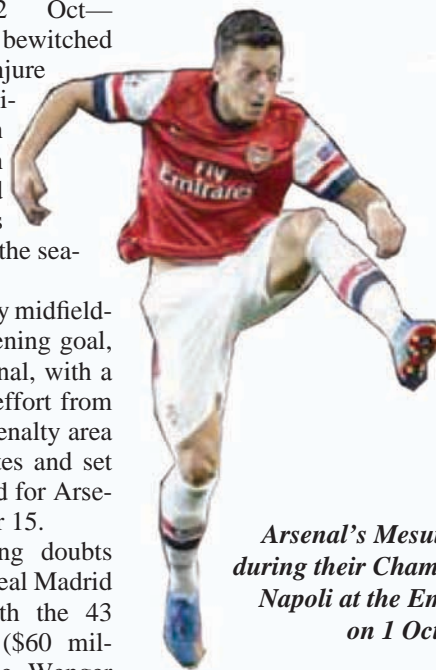 2 Oct—
bewitched
njure
i-
the sea-
y midfield-
ening goal,
nal, with a
effort from
enalty area
tes and set
d for Arse-
r 15.
ng doubts
eal Madrid
th the 43
($60 mil-
Wenger
Fly
Emirates
Arsenal's Mesu
during their Cham
Napoli at the Em
on 1 Oct